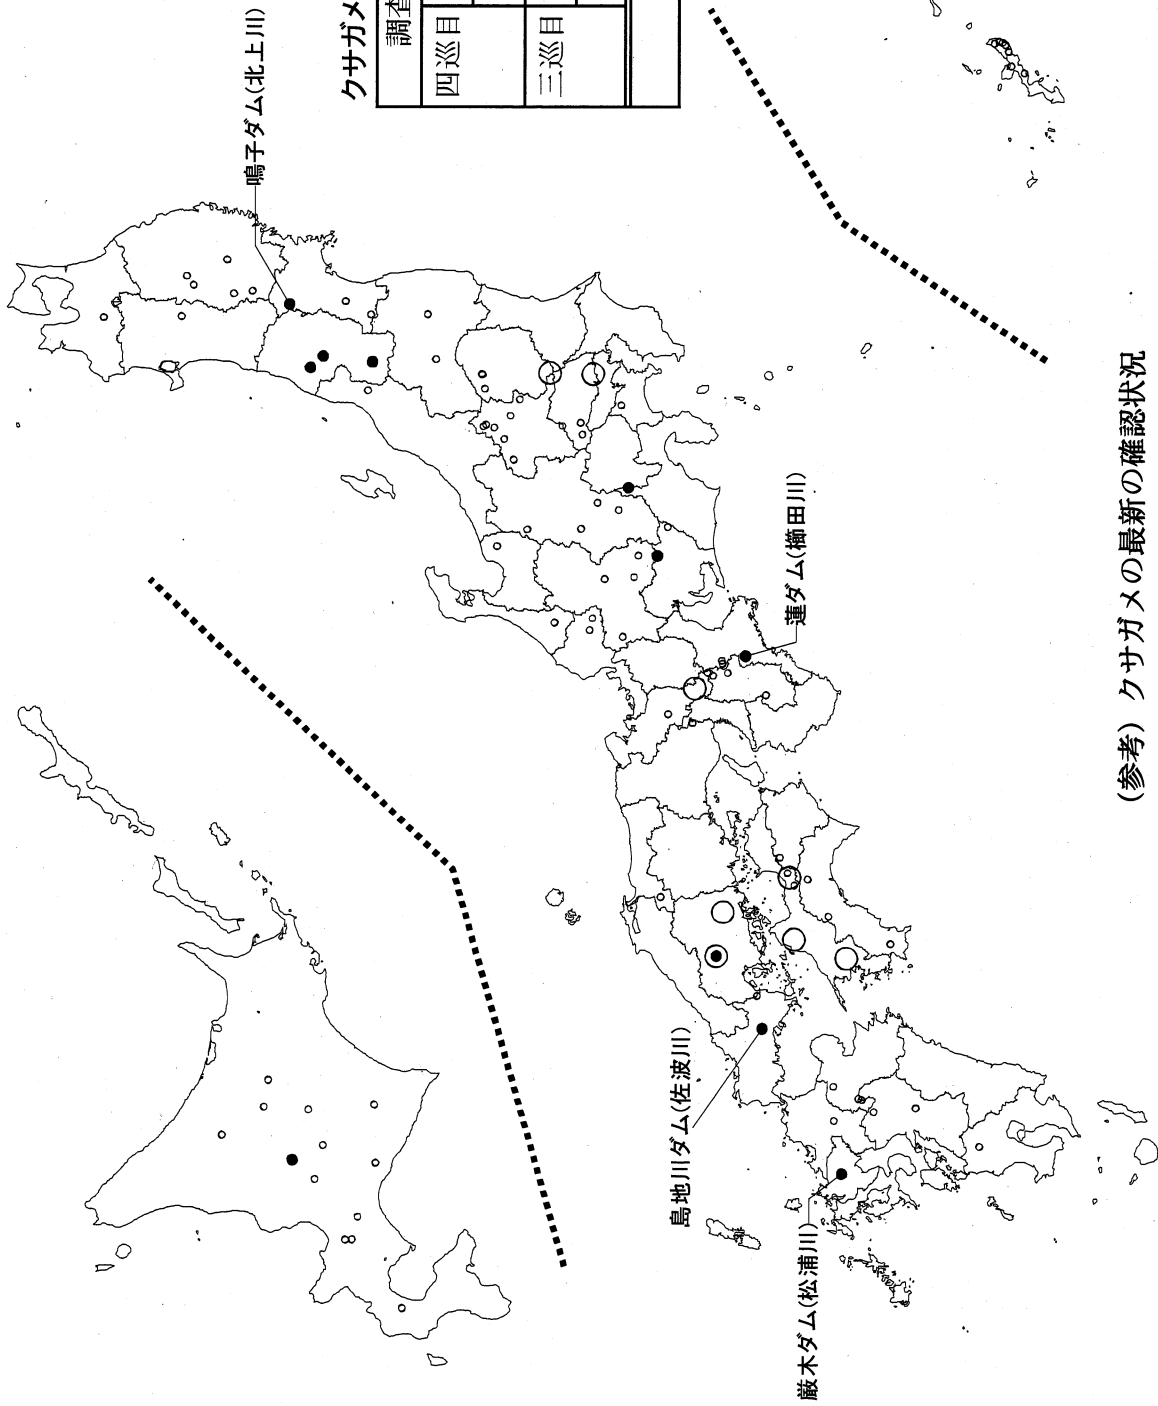 クサガメ
調査
四巡目
三巡目
鳴子ダム(北上川)
蓮ダム(櫛田川)
島地川ダム(佐波川)
厳木ダム(松浦川)
(参考) クサガメの最新の確認状況